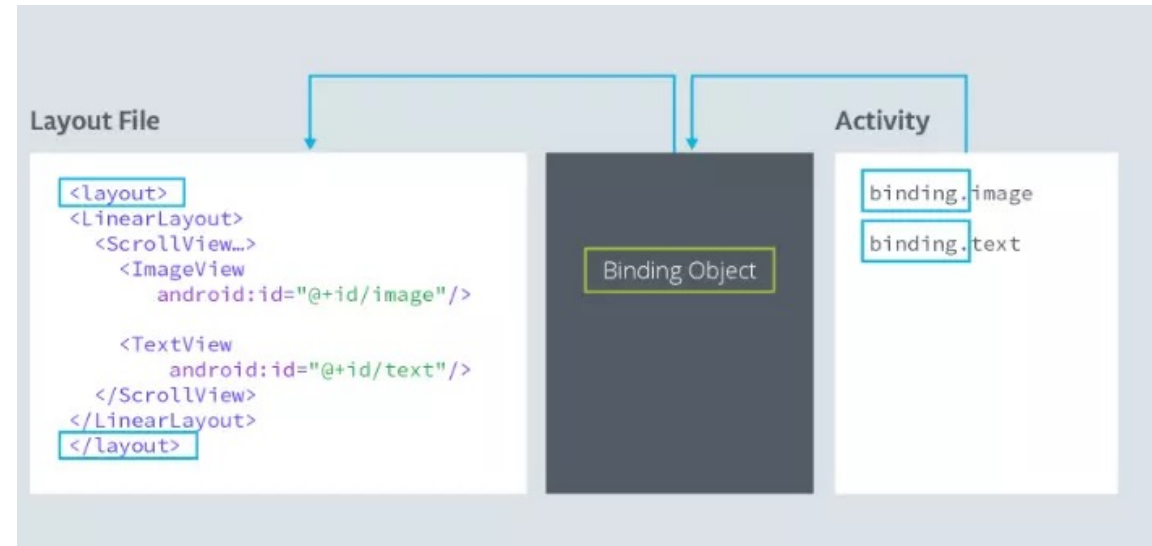 Layout File
<layout>
<LinearLayout>
<ScrollView…>
<ImageView
android:id="@+id/image"/>
<TextView
android:id="@+id/text"/>
</ScrollView>
</LinearLayout>
</layout>
Binding Object
Activity
binding.image
binding.text